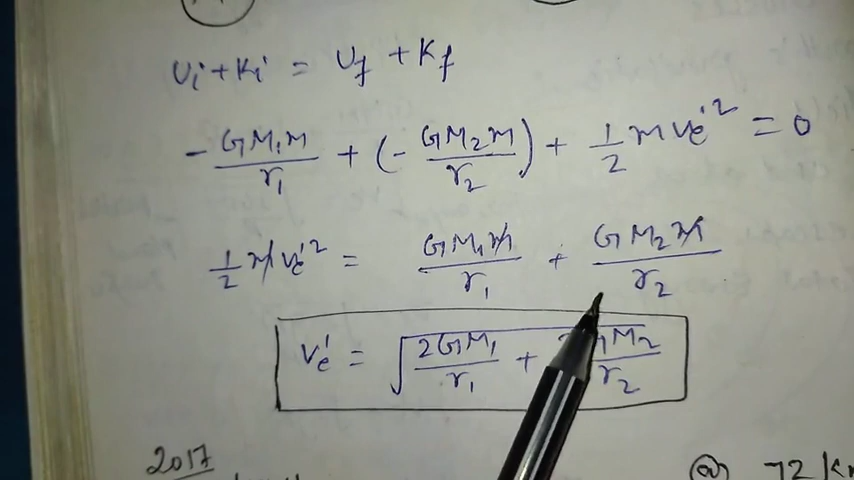 Ui + Ki = Uf + Kf
- GM₁m/r₁ + (- GM₂m/r₂) + 1/2 m ve'² = 0
1/2 m ve'² = GM₁m/r₁ + GM₂m/r₂
ve' = √(2GM₁/r₁ + 2GM₂/r₂)
2017
72 K